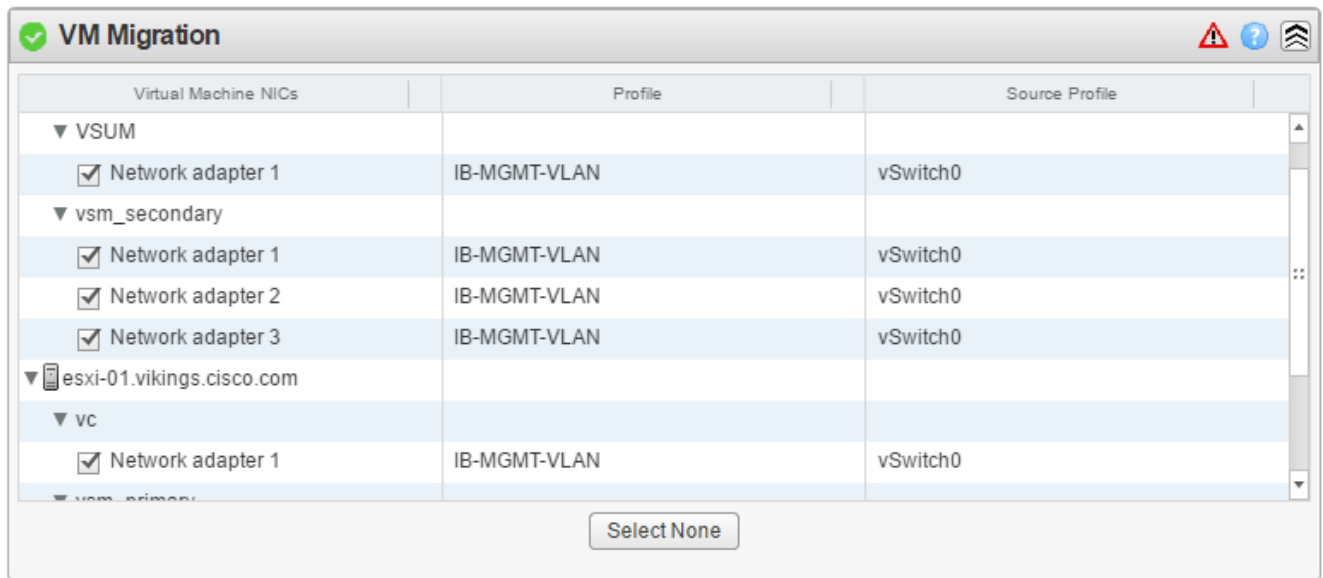 VM Migration
Virtual Machine NICs Profile Source Profile
VSUM
Network adapter 1 IB-MGMT-VLAN vSwitch0
vsm_secondary
Network adapter 1 IB-MGMT-VLAN vSwitch0
Network adapter 2 IB-MGMT-VLAN vSwitch0
Network adapter 3 IB-MGMT-VLAN vSwitch0
esxi-01.vikings.cisco.com
vc
Network adapter 1 IB-MGMT-VLAN vSwitch0
vsm_primary
Select None